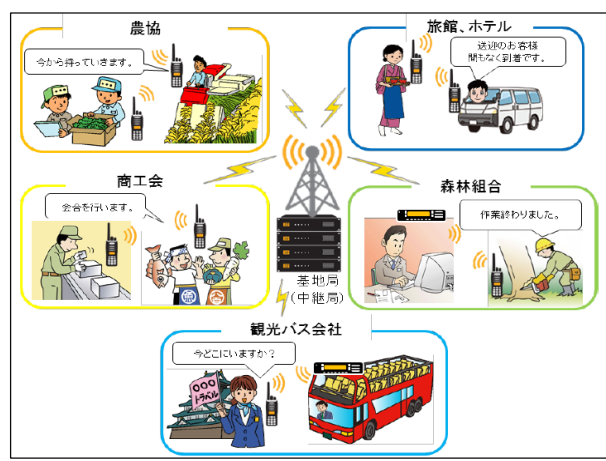 農協
今から持っていきます。
旅館、ホテル
送迎のお客様
間もなく到着です。
商工会
会合を行います。
森林組合
作業終わりました。
基地局
(中継局)
観光バス会社
今どこにいますか？
○○○
トラベル